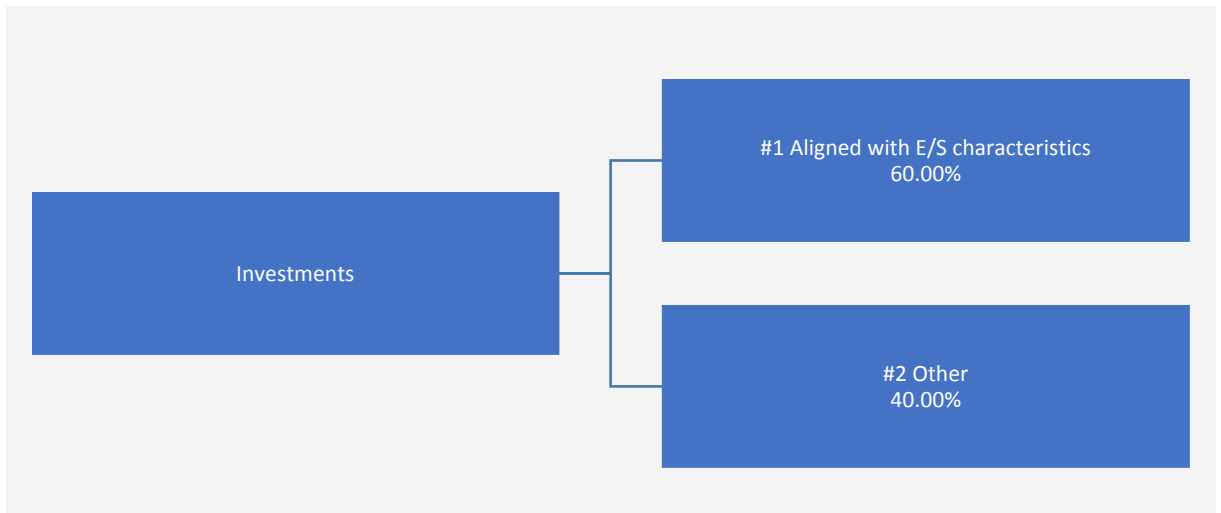 Investments
#1 Aligned with E/S characteristics
60.00%
#2 Other
40.00%